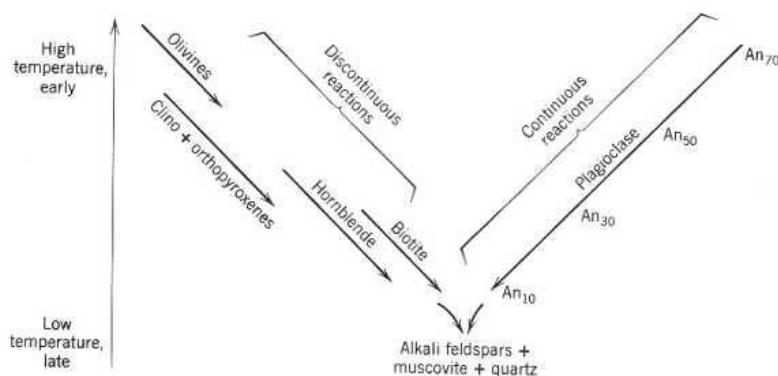 High
temperature,
early
Olivines
Clino + orthopyroxenes
Discontinuous
reactions
Hornblende
Biotite
Continuous
reactions
Plagioclase
An70
An50
An30
An10
Low
temperature,
late
Alkali feldspars +
muscovite + quartz